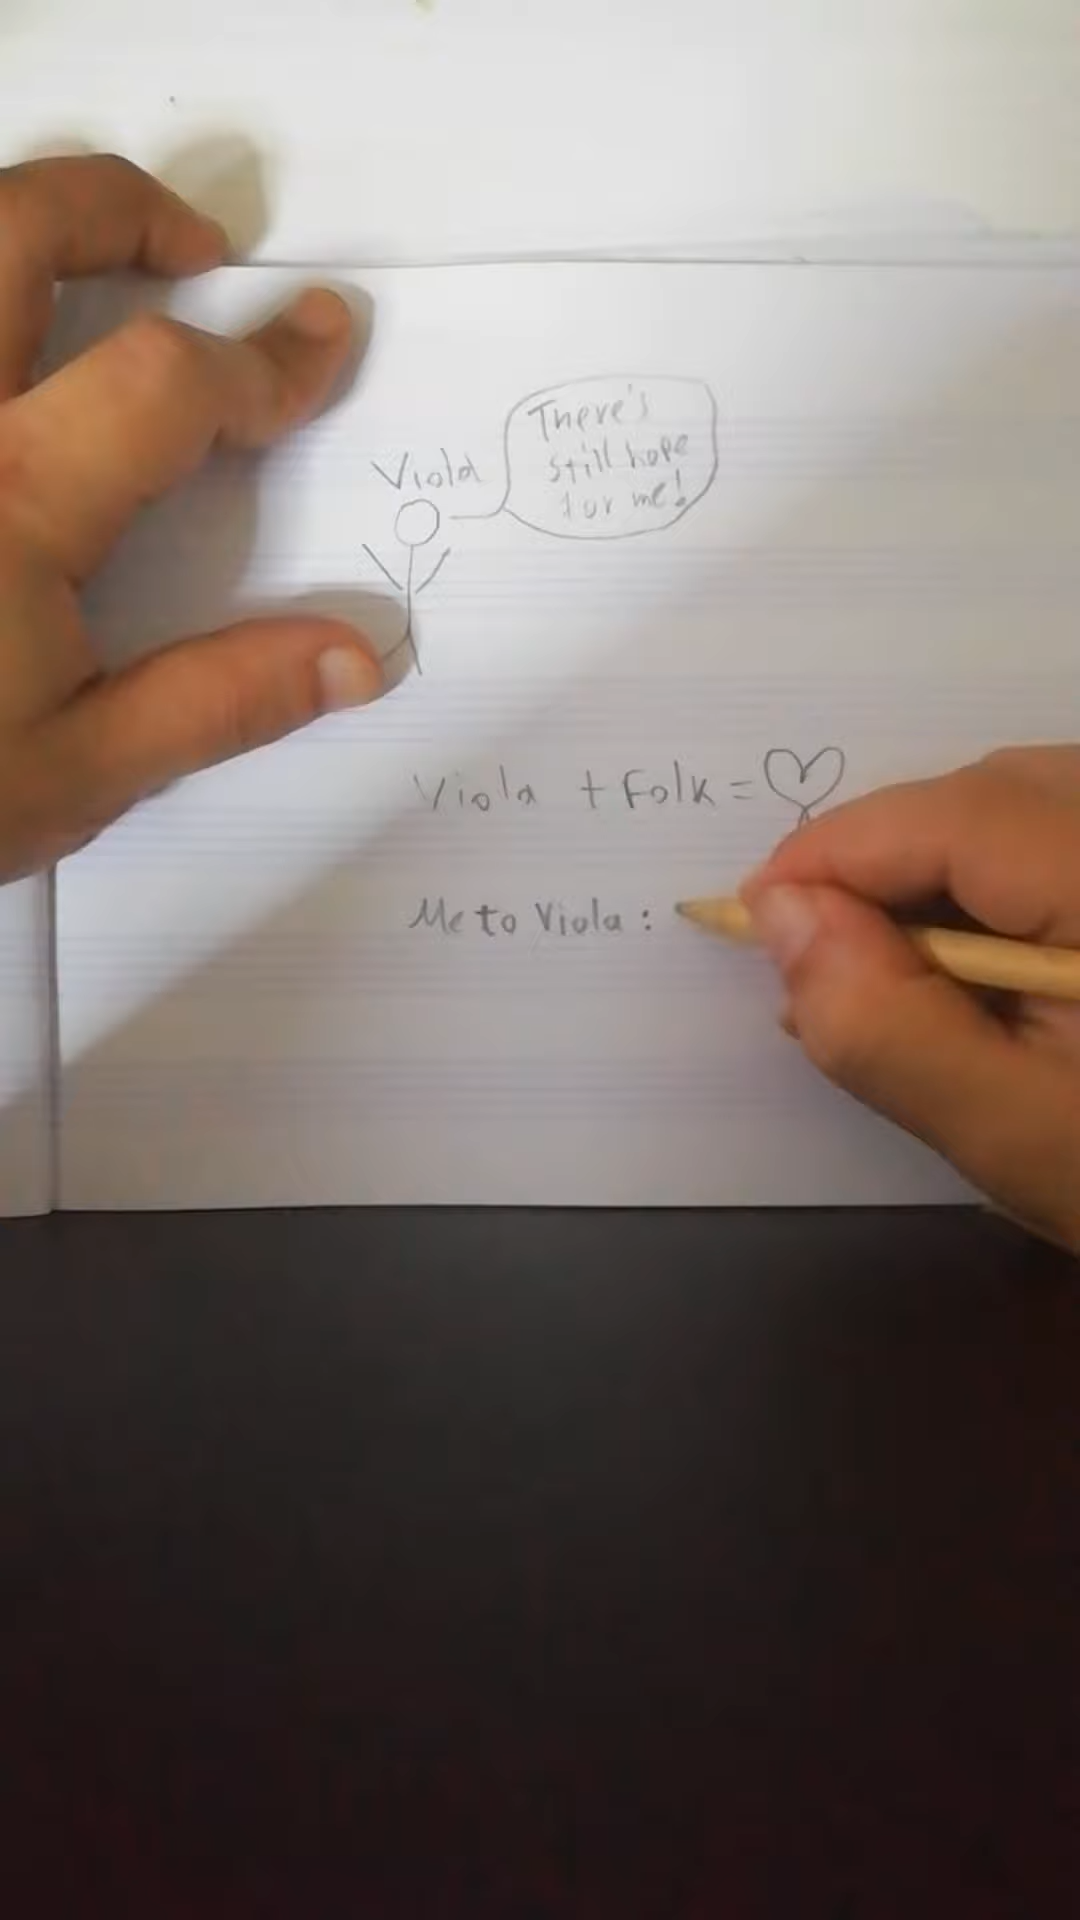 There's
still hope
for me!
Viola
Viola + Folk =
Me to Viola: